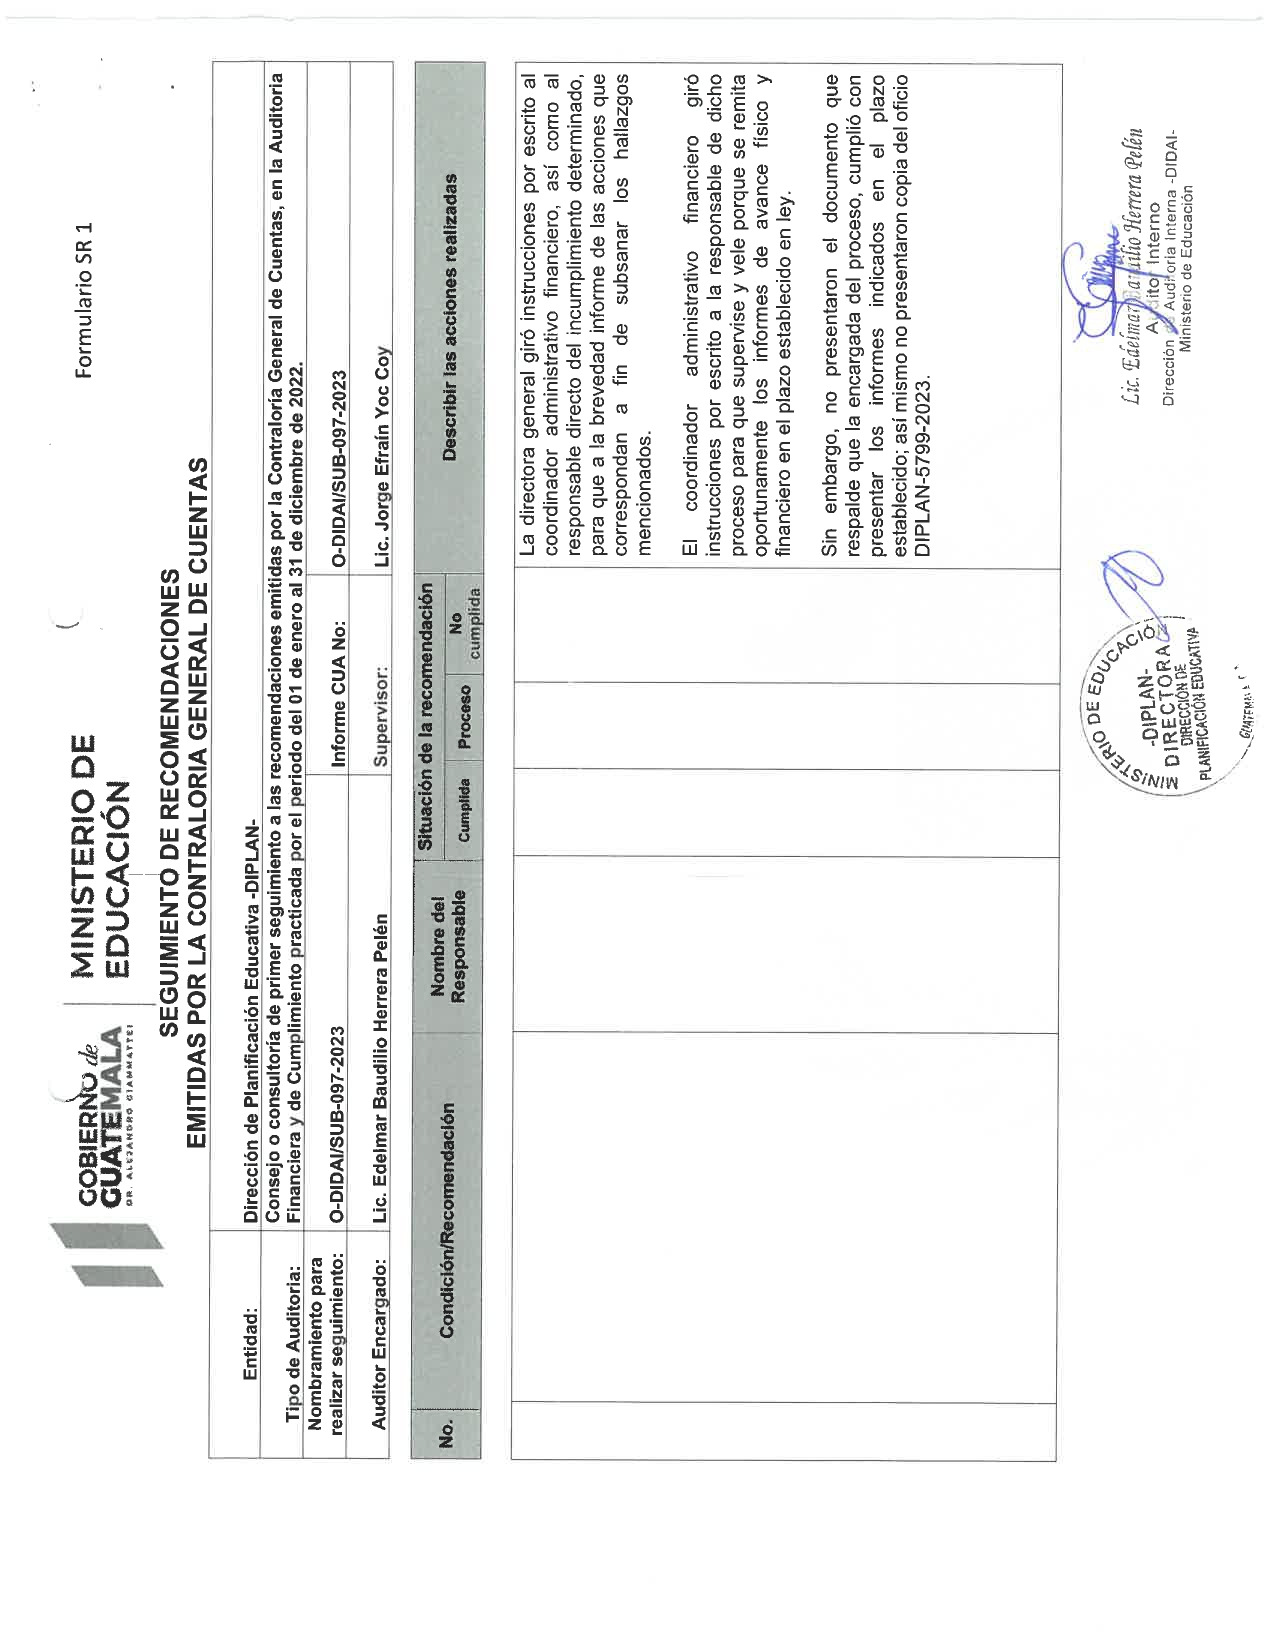 Formulario SR 1
GOBIERNO de
GUATEMALA
DR. ALEJANDRO GIAMMATTEI
MINISTERIO DE
EDUCACIÓN
SEGUIMIENTO DE RECOMENDACIONES
EMITIDAS POR LA CONTRALORIA GENERAL DE CUENTAS
Entidad: Dirección de Planificación Educativa -DIPLAN-
Tipo de Auditoria: Consejo o consultoría de primer seguimiento a las recomendaciones emitidas por la Contraloría General de Cuentas, en la Auditoria
Financiera y de Cumplimiento practicada por el periodo del 01 de enero al 31 de diciembre de 2022.
Nombramiento para
realizar seguimiento: O-DIDAI/SUB-097-2023 Informe CUA No: O-DIDAI/SUB-097-2023
Auditor Encargado: Lic. Edelmar Baudilio Herrera Pelén Supervisor: Lic. Jorge Efraín Yoc Coy
No. Condición/Recomendación
Nombre del
Responsable
Situación de la recomendación
Cumplida Proceso No
cumplida
Describir las acciones realizadas
La directora general giró instrucciones por escrito al
coordinador administrativo financiero, así como al
responsable directo del incumplimiento determinado,
para que a la brevedad informe de las acciones que
correspondan a fin de subsanar los hallazgos
mencionados.
El coordinador administrativo financiero giró
instrucciones por escrito a la responsable de dicho
proceso para que supervise y vele porque se remita
oportunamente los informes de avance físico y
financiero en el plazo establecido en ley.
Sin embargo, no presentaron el documento que
respalde que la encargada del proceso, cumplió con
presentar los informes indicados en el plazo
establecido; así mismo no presentaron copia del oficio
DIPLAN-5799-2023.
MINISTERIO DE EDUCACIÓN
-DIPLAN-
DIRECTORA
DIRECCIÓN DE
PLANIFICACIÓN EDUCATIVA
Lic. Edelmar Baudilio Herrera Pelén
Auditor Interno
Dirección de Auditoria Interna -DIDAI-
Ministerio de Educación